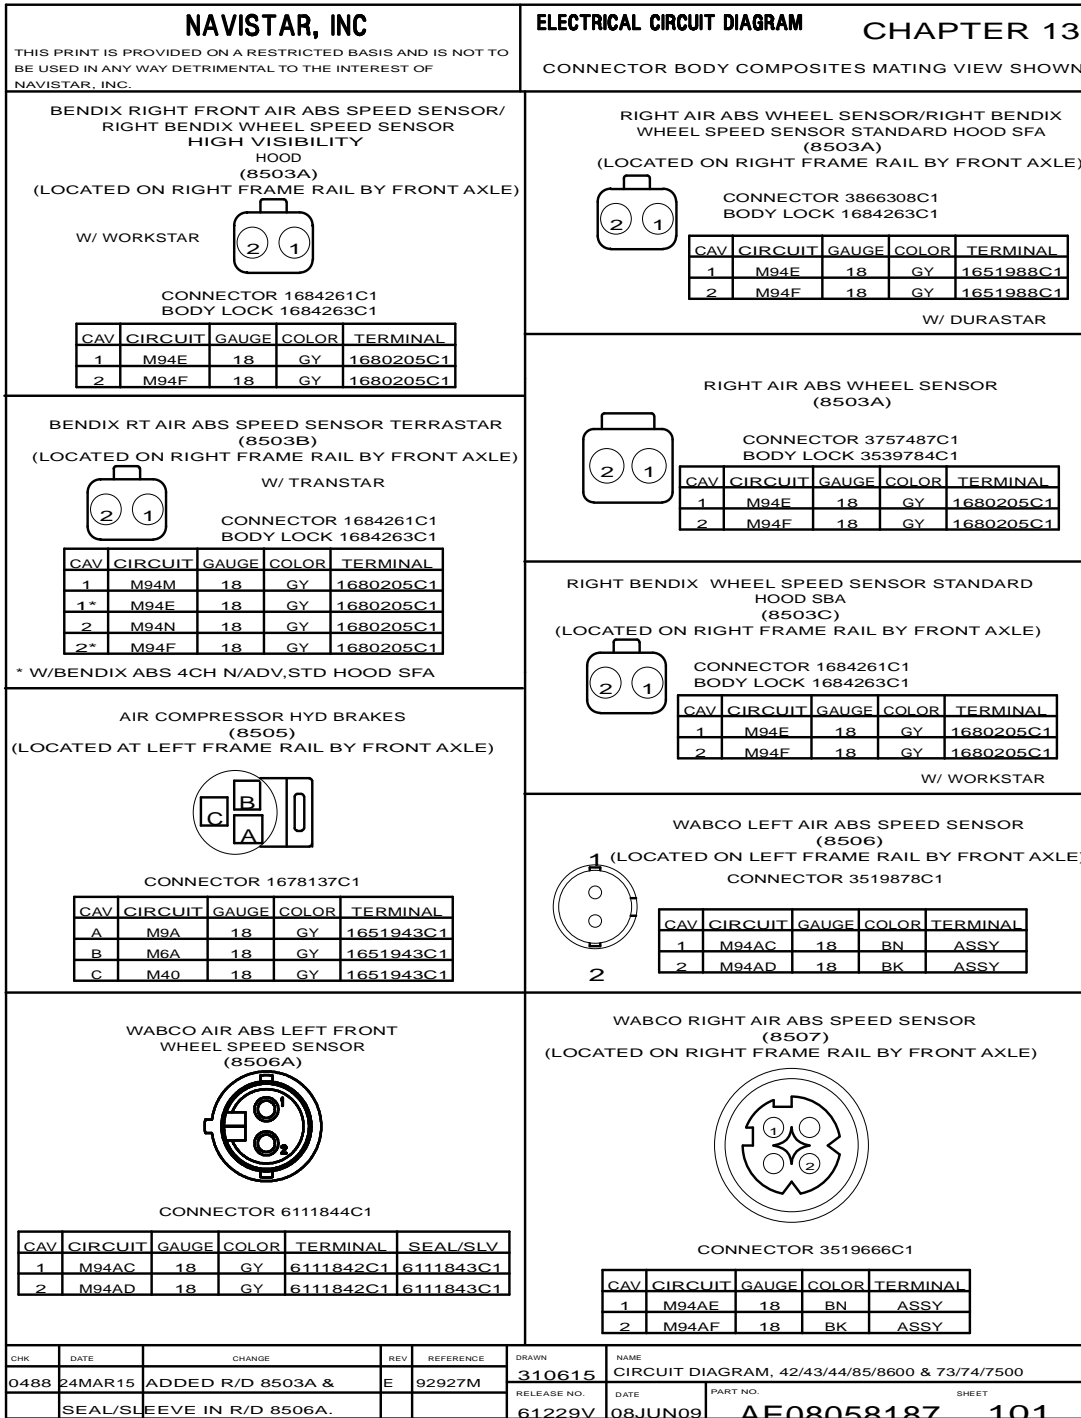 NAVISTAR, INC
THIS PRINT IS PROVIDED ON A RESTRICTED BASIS AND IS NOT TO
BE USED IN ANY WAY DETRIMENTAL TO THE INTEREST OF
NAVISTAR, INC.
ELECTRICAL CIRCUIT DIAGRAM
CHAPTER 13
CONNECTOR BODY COMPOSITES MATING VIEW SHOWN
BENDIX RIGHT FRONT AIR ABS SPEED SENSOR/
RIGHT BENDIX WHEEL SPEED SENSOR
HIGH VISIBILITY
HOOD
(8503A)
(LOCATED ON RIGHT FRAME RAIL BY FRONT AXLE)
W/ WORKSTAR
2 1
CONNECTOR 1684261C1
BODY LOCK 1684263C1
CAV CIRCUIT GAUGE COLOR TERMINAL
1 M94E 18 GY 1680205C1
2 M94F 18 GY 1680205C1
BENDIX RT AIR ABS SPEED SENSOR TERRASTAR
(8503B)
(LOCATED ON RIGHT FRAME RAIL BY FRONT AXLE)
W/ TRANSTAR
2 1
CONNECTOR 1684261C1
BODY LOCK 1684263C1
CAV CIRCUIT GAUGE COLOR TERMINAL
1 M94M 18 GY 1680205C1
1* M94E 18 GY 1680205C1
2 M94N 18 GY 1680205C1
2* M94F 18 GY 1680205C1
* W/BENDIX ABS 4CH N/ADV,STD HOOD SFA
AIR COMPRESSOR HYD BRAKES
(8505)
(LOCATED AT LEFT FRAME RAIL BY FRONT AXLE)
B
C
A
CONNECTOR 1678137C1
CAV CIRCUIT GAUGE COLOR TERMINAL
A M9A 18 GY 1651943C1
B M6A 18 GY 1651943C1
C M40 18 GY 1651943C1
WABCO AIR ABS LEFT FRONT
WHEEL SPEED SENSOR
(8506A)
1
2
CONNECTOR 6111844C1
CAV CIRCUIT GAUGE COLOR TERMINAL SEAL/SLV
1 M94AC 18 GY 6111842C1 6111843C1
2 M94AD 18 GY 6111842C1 6111843C1
RIGHT AIR ABS WHEEL SENSOR/RIGHT BENDIX
WHEEL SPEED SENSOR STANDARD HOOD SFA
(8503A)
(LOCATED ON RIGHT FRAME RAIL BY FRONT AXLE)
2 1
CONNECTOR 3866308C1
BODY LOCK 1684263C1
CAV CIRCUIT GAUGE COLOR TERMINAL
1 M94E 18 GY 1651988C1
2 M94F 18 GY 1651988C1
W/ DURASTAR
RIGHT AIR ABS WHEEL SENSOR
(8503A)
2 1
CONNECTOR 3757487C1
BODY LOCK 3539784C1
CAV CIRCUIT GAUGE COLOR TERMINAL
1 M94E 18 GY 1680205C1
2 M94F 18 GY 1680205C1
RIGHT BENDIX WHEEL SPEED SENSOR STANDARD
HOOD SBA
(8503C)
(LOCATED ON RIGHT FRAME RAIL BY FRONT AXLE)
2 1
CONNECTOR 1684261C1
BODY LOCK 1684263C1
CAV CIRCUIT GAUGE COLOR TERMINAL
1 M94E 18 GY 1680205C1
2 M94F 18 GY 1680205C1
W/ WORKSTAR
WABCO LEFT AIR ABS SPEED SENSOR
(8506)
(LOCATED ON LEFT FRAME RAIL BY FRONT AXLE)
1
2
CONNECTOR 3519878C1
CAV CIRCUIT GAUGE COLOR TERMINAL
1 M94AC 18 BN ASSY
2 M94AD 18 BK ASSY
WABCO RIGHT AIR ABS SPEED SENSOR
(8507)
(LOCATED ON RIGHT FRAME RAIL BY FRONT AXLE)
1
2
CONNECTOR 3519666C1
CAV CIRCUIT GAUGE COLOR TERMINAL
1 M94AE 18 BN ASSY
2 M94AF 18 BK ASSY
CHK DATE CHANGE REV REFERENCE
0488 24MAR15 ADDED R/D 8503A & E 92927M
SEAL/SLEEVE IN R/D 8506A.
DRAWN
310615
NAME
CIRCUIT DIAGRAM, 42/43/44/85/8600 & 73/74/7500
RELEASE NO. DATE PART NO. SHEET
61229V 08JUN09 AE08058187 101